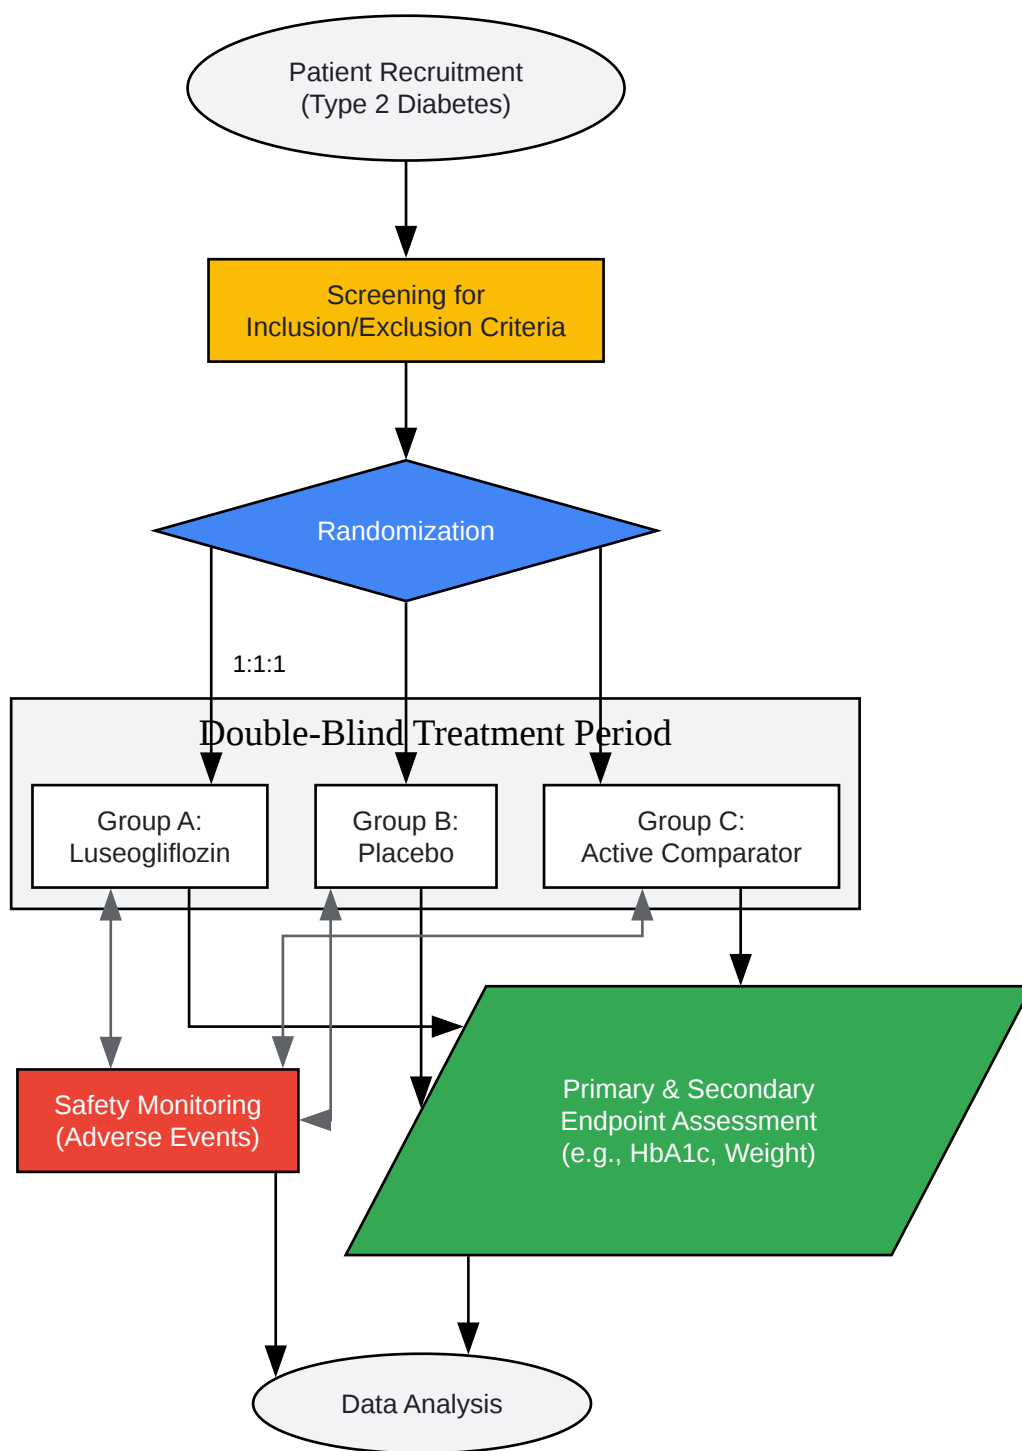 Patient Recruitment
(Type 2 Diabetes)
Screening for
Inclusion/Exclusion Criteria
Randomization
1:1:1
Double-Blind Treatment Period
Group A:
Luseogliflozin
Group B:
Placebo
Group C:
Active Comparator
Safety Monitoring
(Adverse Events)
Primary & Secondary
Endpoint Assessment
(e.g., HbA1c, Weight)
Data Analysis